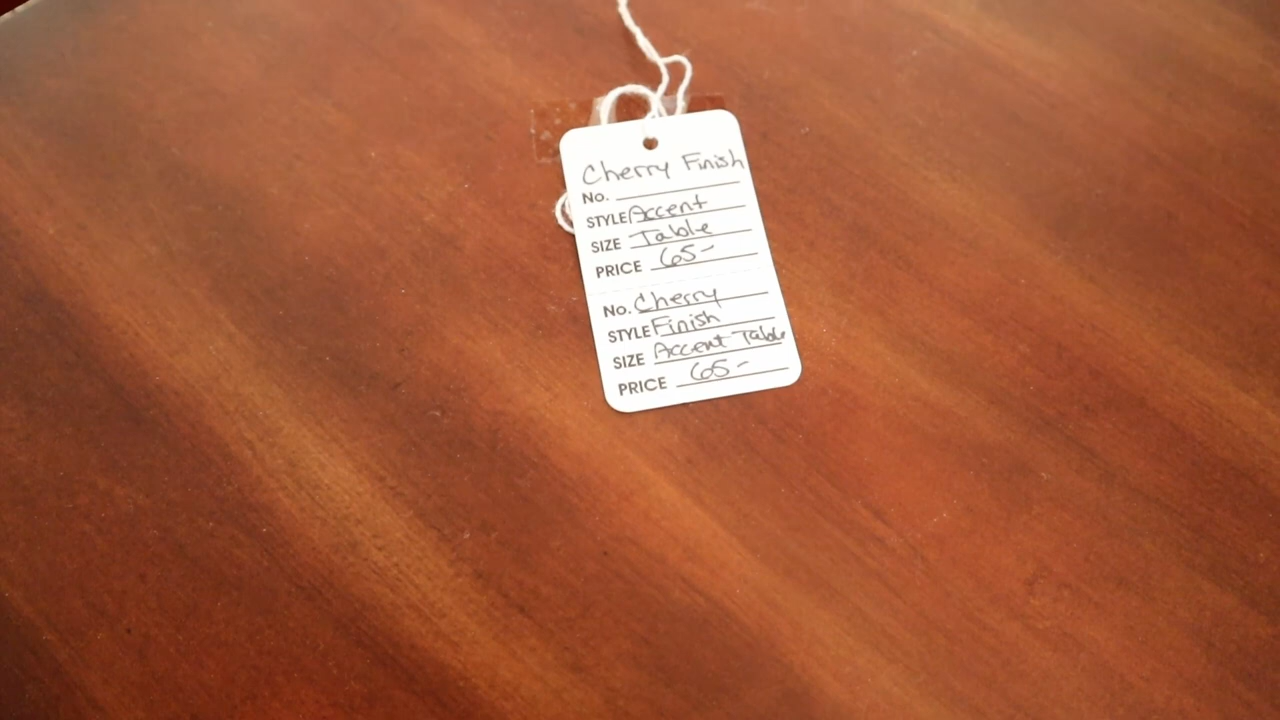 Cherry Finish
No.
STYLE Accent
SIZE Table
PRICE 65-
No. Cherry
STYLE Finish
SIZE Accent Table
PRICE 65-